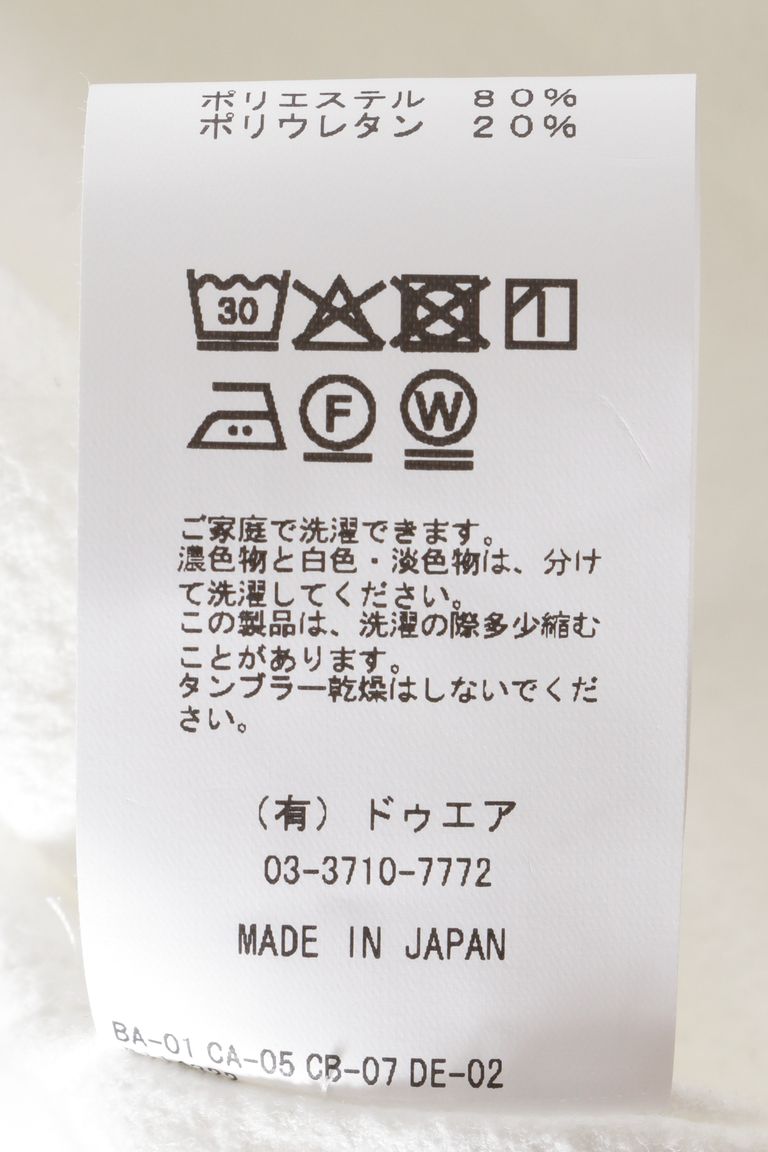 ポリエステル 80%
ポリウレタン 20%
30
F W
ご家庭で洗濯できます。
濃色物と白色・淡色物は、分け
て洗濯してください。
この製品は、洗濯の際多少縮む
ことがあります。
タンブラー乾燥はしないでくだ
さい。
(有)ドゥエア
03-3710-7772
MADE IN JAPAN
BA-01 CA-05 CB-07 DE-02